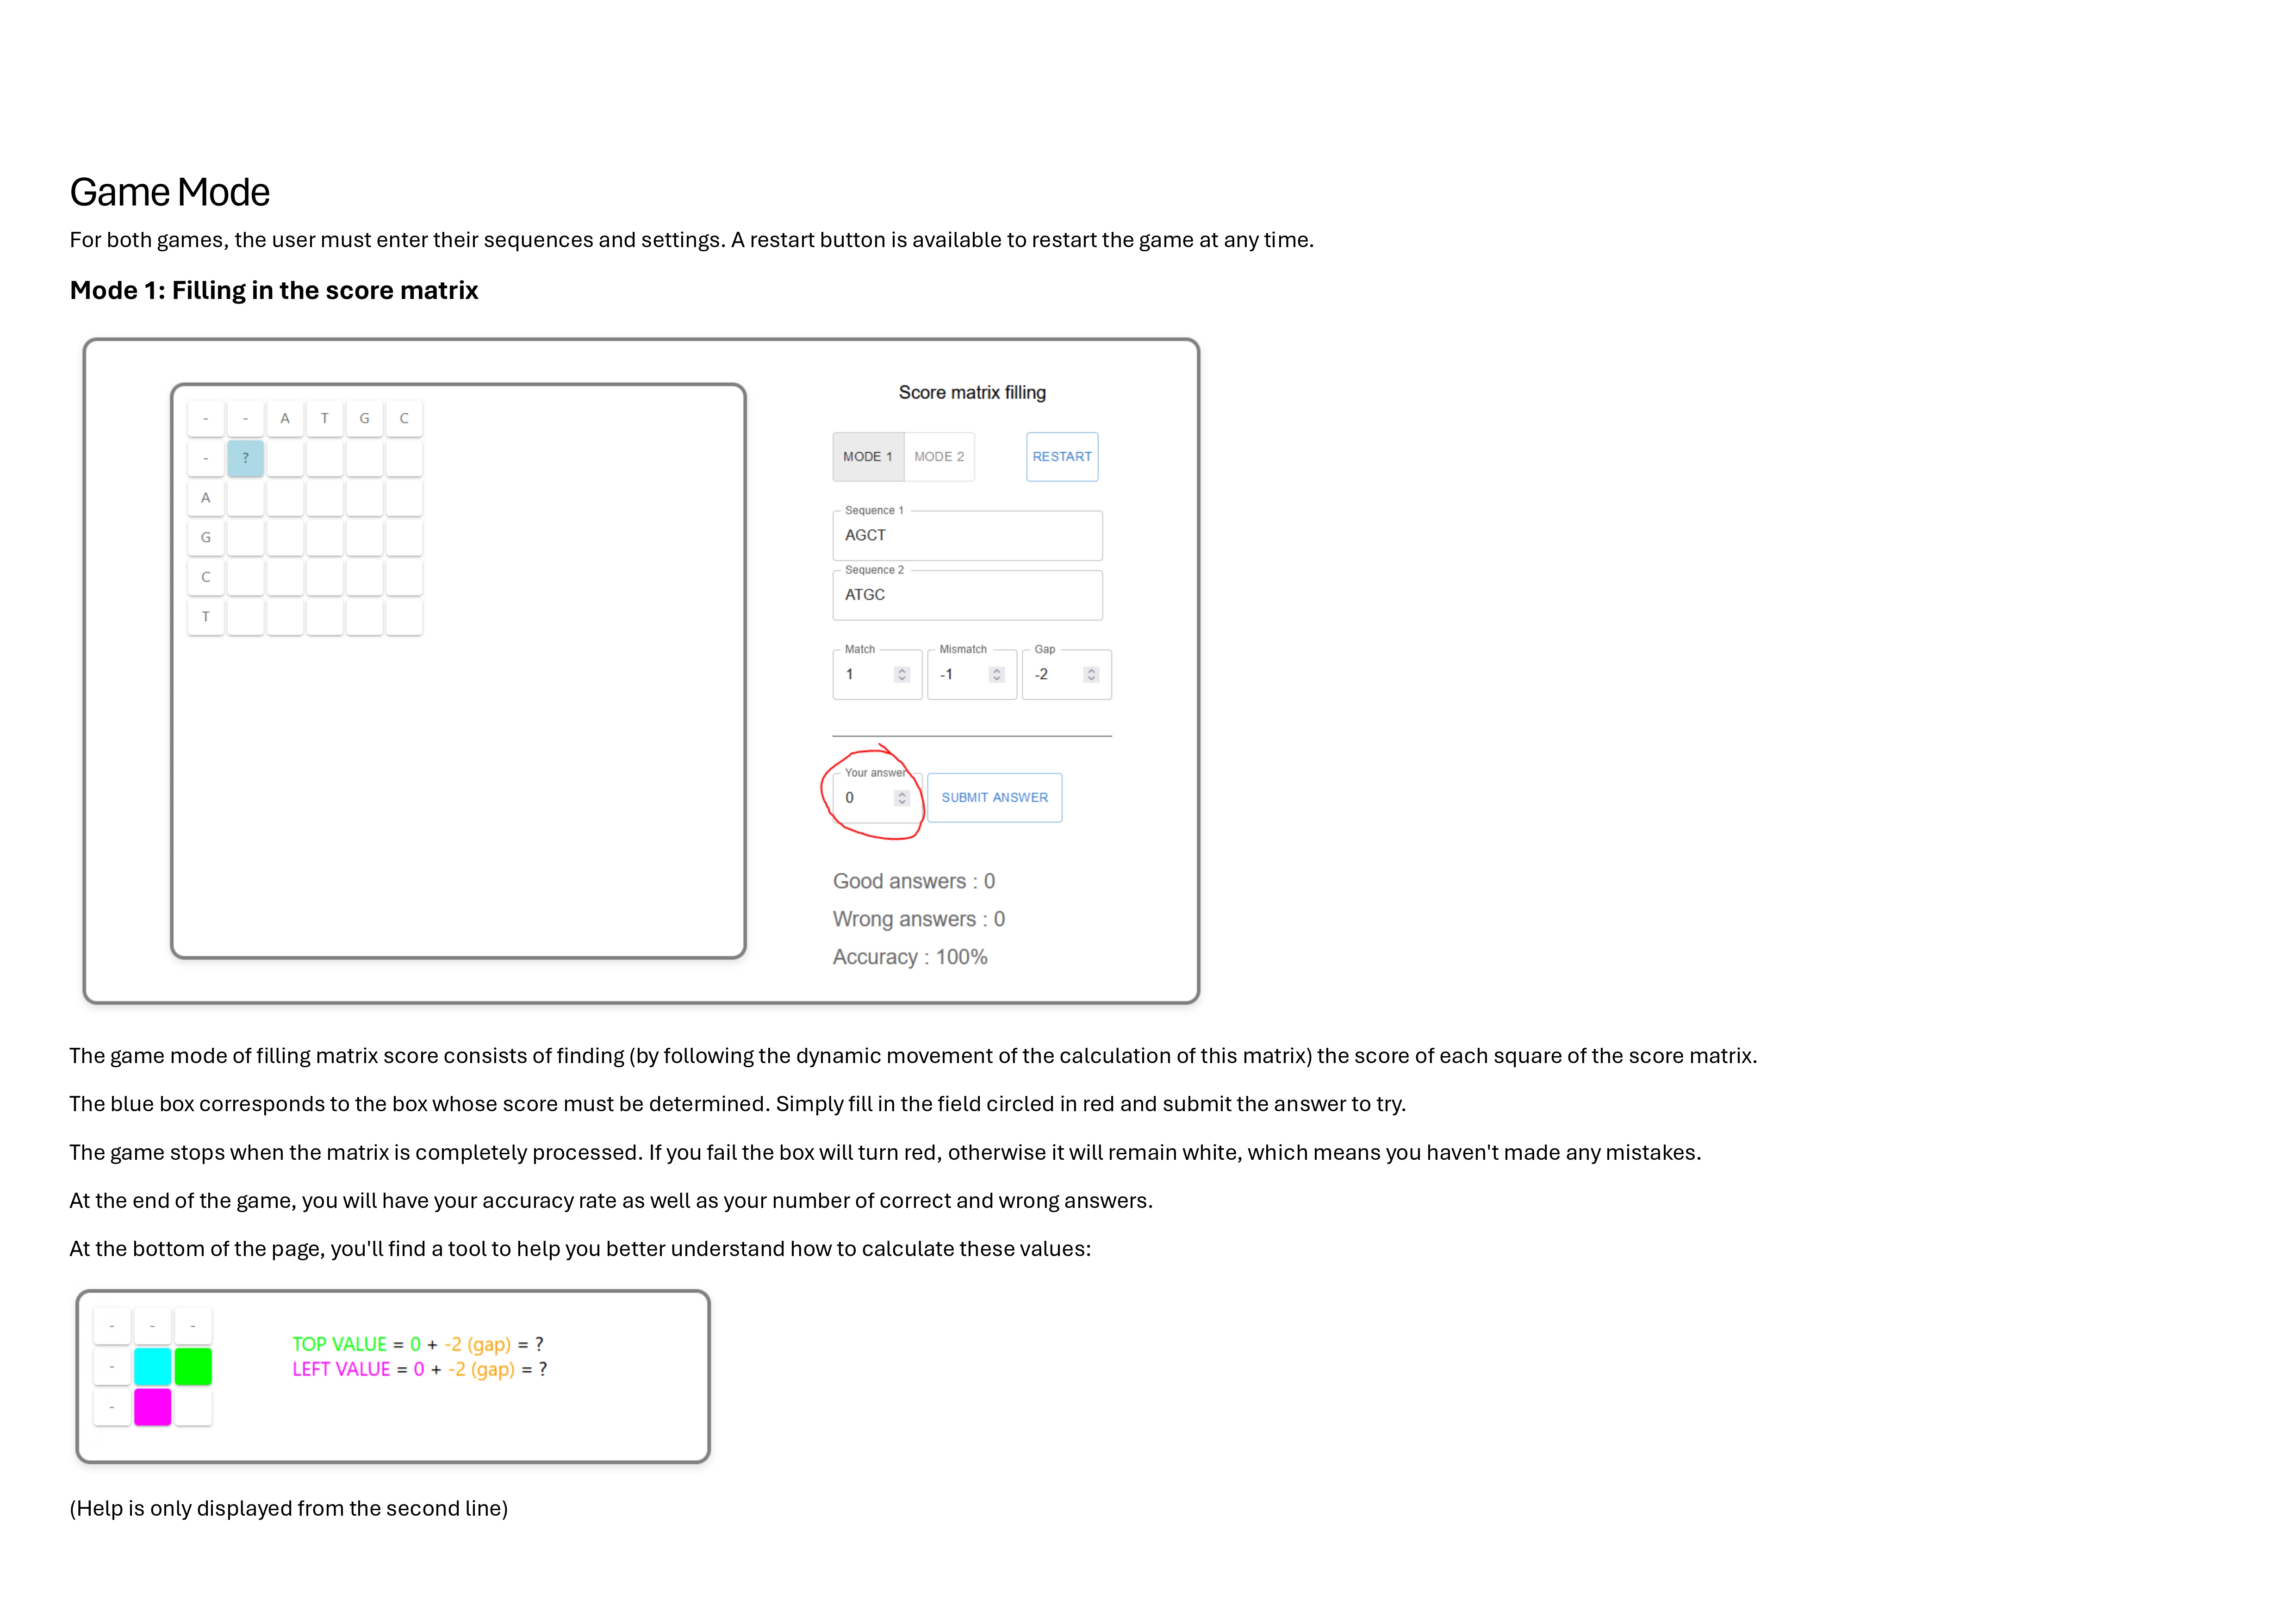 Game Mode
For both games, the user must enter their sequences and settings. A restart button is available to restart the game at any time.
Mode 1: Filling in the score matrix
- - A T G C
- ?
A
G
C
T
Score matrix filling
MODE 1 MODE 2 RESTART
Sequence 1
AGCT
Sequence 2
ATGC
Match Mismatch Gap
1 -1 -2
Your answer
0 SUBMIT ANSWER
Good answers : 0
Wrong answers : 0
Accuracy : 100%
The game mode of filling matrix score consists of finding (by following the dynamic movement of the calculation of this matrix) the score of each square of the score matrix.
The blue box corresponds to the box whose score must be determined. Simply fill in the field circled in red and submit the answer to try.
The game stops when the matrix is completely processed. If you fail the box will turn red, otherwise it will remain white, which means you haven't made any mistakes.
At the end of the game, you will have your accuracy rate as well as your number of correct and wrong answers.
At the bottom of the page, you'll find a tool to help you better understand how to calculate these values:
- - -
-
-
TOP VALUE = 0 + -2 (gap) = ?
LEFT VALUE = 0 + -2 (gap) = ?
(Help is only displayed from the second line)